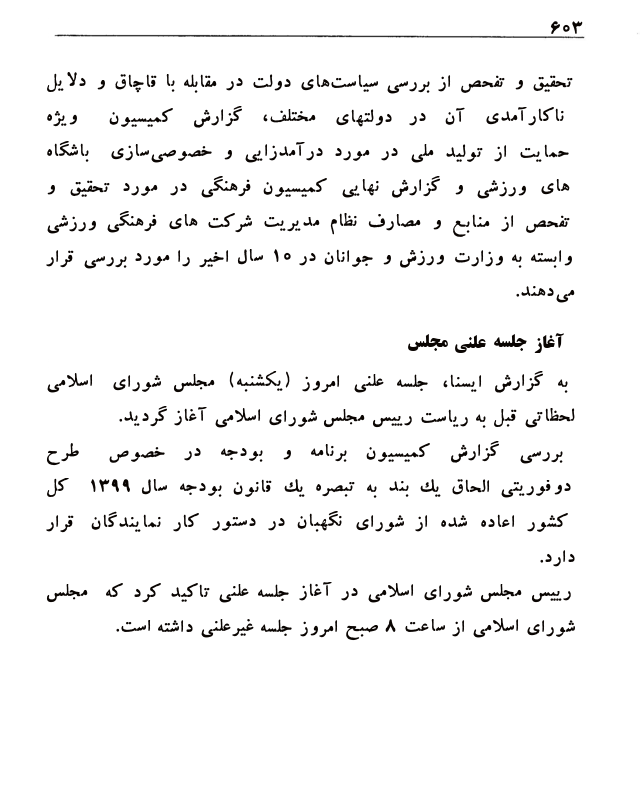 ۶۰۳
تحقیق و تفحص از بررسی سیاست‌های دولت در مقابله با قاچاق و دلایل
ناکارآمدی آن در دولتهای مختلف، گزارش کمیسیون ویژه
حمایت از تولید ملی در مورد درآمدزایی و خصوصی‌سازی باشگاه
های ورزشی و گزارش نهایی کمیسیون فرهنگی در مورد تحقیق و
تفحص از منابع و مصارف نظام مدیریت شرکت های فرهنگی ورزشی
وابسته به وزارت ورزش و جوانان در ۱۰ سال اخیر را مورد بررسی قرار
می‌دهند.
آغاز جلسه علنی مجلس
به گزارش ایسنا، جلسه علنی امروز (یکشنبه) مجلس شورای اسلامی
لحظاتی قبل به ریاست رییس مجلس شورای اسلامی آغاز گردید.
بررسی گزارش کمیسیون برنامه و بودجه در خصوص طرح
دوفوریتی الحاق یك بند به تبصره یك قانون بودجه سال ۱۳۹۹ کل
کشور اعاده شده از شورای نگهبان در دستور کار نمایندگان قرار
دارد.
رییس مجلس شورای اسلامی در آغاز جلسه علنی تاکید کرد که مجلس
شورای اسلامی از ساعت ۸ صبح امروز جلسه غیرعلنی داشته است.